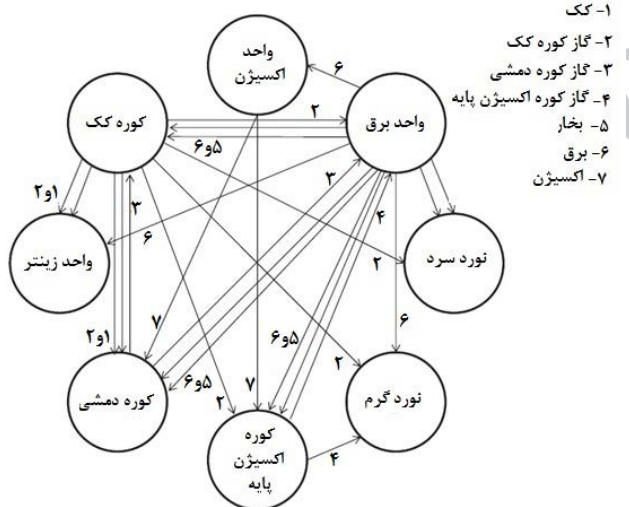 ۱- کک
۲- گاز کوره کک
۳- گاز کوره دمشی
۴- گاز کوره اکسیژن پایه
۵- بخار
۶- برق
۷- اکسیژن
واحد
اکسیژن
۶
کوره کک
۲
واحد برق
۵و۶
۳
۴
۱و۲
۳
۶
واحد زینتر
۲
نورد سرد
۷
۵و۶
۶
۱و۲
۵و۶
۷
۲
۲
کوره دمشی
نورد گرم
کوره
اکسیژن
پایه
۴